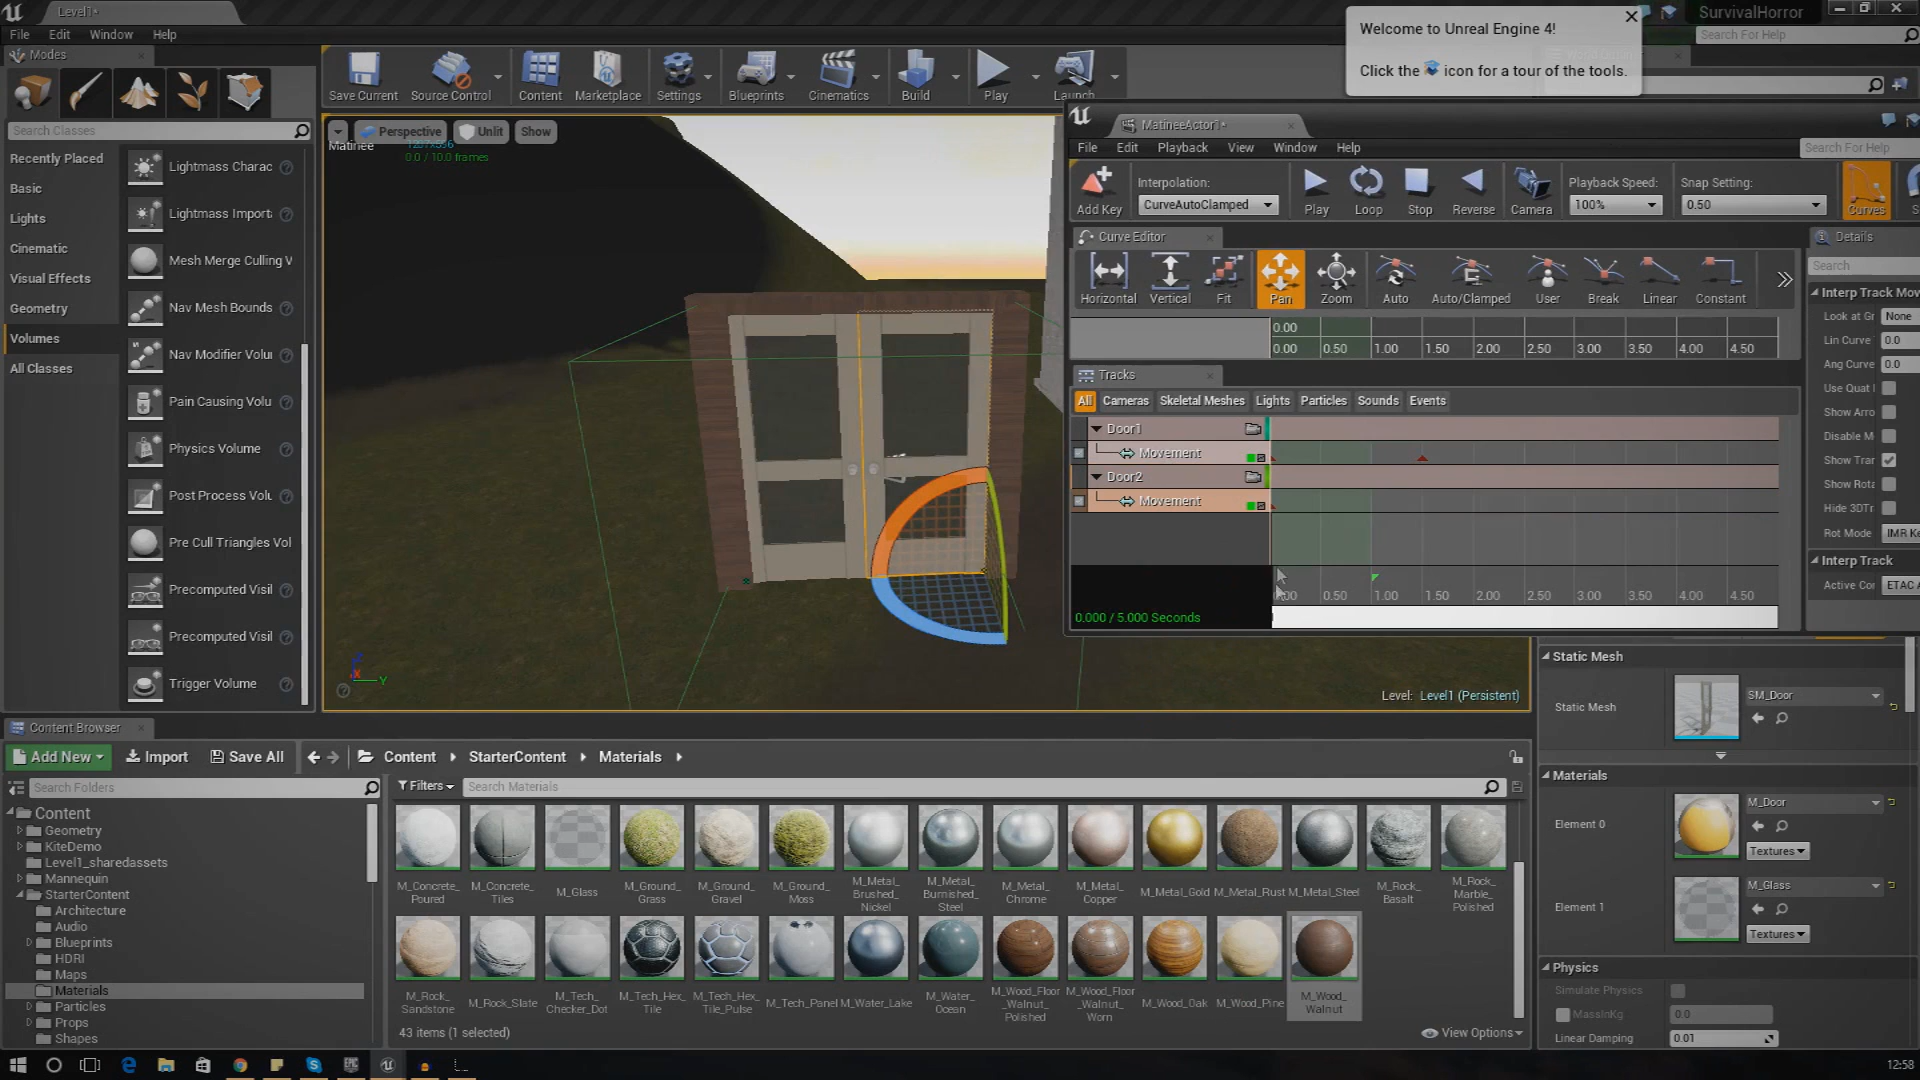 Level1*
SurvivalHorror
File Edit Window Help
Search For Help
Welcome to Unreal Engine 4!
Click the icon for a tour of the tools.
Modes
Save Current Source Control Content Marketplace Settings Blueprints Cinematics Build Play Launch
Search Classes
Recently Placed
Basic
Lights
Cinematic
Visual Effects
Geometry
Volumes
All Classes
Lightmass Charac
Lightmass Import
Mesh Merge Culling V
Nav Mesh Bounds
Nav Modifier Volu
Pain Causing Volu
Physics Volume
Post Process Volu
Pre Cull Triangles Vol
Precomputed Visil
Precomputed Visil
Trigger Volume
Perspective Unlit Show
Matinee
0.0 / 10.0 frames
Level: Level1 (Persistent)
MatineeActor1*
File Edit Playback View Window Help
Search For Help
Add Key
Interpolation:
CurveAutoClamped
Play Loop Stop Reverse Camera
Playback Speed:
100%
Snap Setting:
0.50
Curves
Curve Editor
Horizontal Vertical Fit Pan Zoom Auto Auto/Clamped User Break Linear Constant
0.00
0.00 0.50 1.00 1.50 2.00 2.50 3.00 3.50 4.00 4.50
Tracks
All Cameras Skeletal Meshes Lights Particles Sounds Events
Door1
Movement
Door2
Movement
0.50 1.00 1.50 2.00 2.50 3.00 3.50 4.00 4.50
0.000 / 5.000 Seconds
Details
Search
Interp Track Mov
Look at Gr None
Lin Curve 0.0
Ang Curve 0.0
Use Quat
Show Arro
Disable M
Show Tran
Show Rota
Hide 3DTr
Rot Mode IMR Ke
Interp Track
Active Con ETAC A
Static Mesh
Static Mesh
SM_Door
Materials
Element 0
M_Door
Textures
Element 1
M_Glass
Textures
Physics
Simulate Physics
MassInKg 0.0
Linear Damping 0.01
Content Browser
Add New Import Save All Content StarterContent Materials
Search Folders
Filters Search Materials
Content
Geometry
KiteDemo
Level1_sharedassets
Mannequin
StarterContent
Architecture
Audio
Blueprints
HDRI
Maps
Materials
Particles
Props
Shapes
M_Concrete_Poured M_Concrete_Tiles M_Glass M_Ground_Grass M_Ground_Gravel M_Ground_Moss M_Metal_Brushed_Nickel M_Metal_Burnished_Steel M_Metal_Chrome M_Metal_Copper M_Metal_Gold M_Metal_Rust M_Metal_Steel M_Rock_Basalt M_Rock_Marble_Polished
M_Rock_Sandstone M_Rock_Slate M_Tech_Checker_Dot M_Tech_Hex_Tile M_Tech_Hex_Tile_Pulse M_Tech_Panel M_Water_Lake M_Water_Ocean M_Wood_Floor_Walnut_Polished M_Wood_Floor_Walnut_Worn M_Wood_Oak M_Wood_Pine M_Wood_Walnut
43 items (1 selected)
View Options
12:58